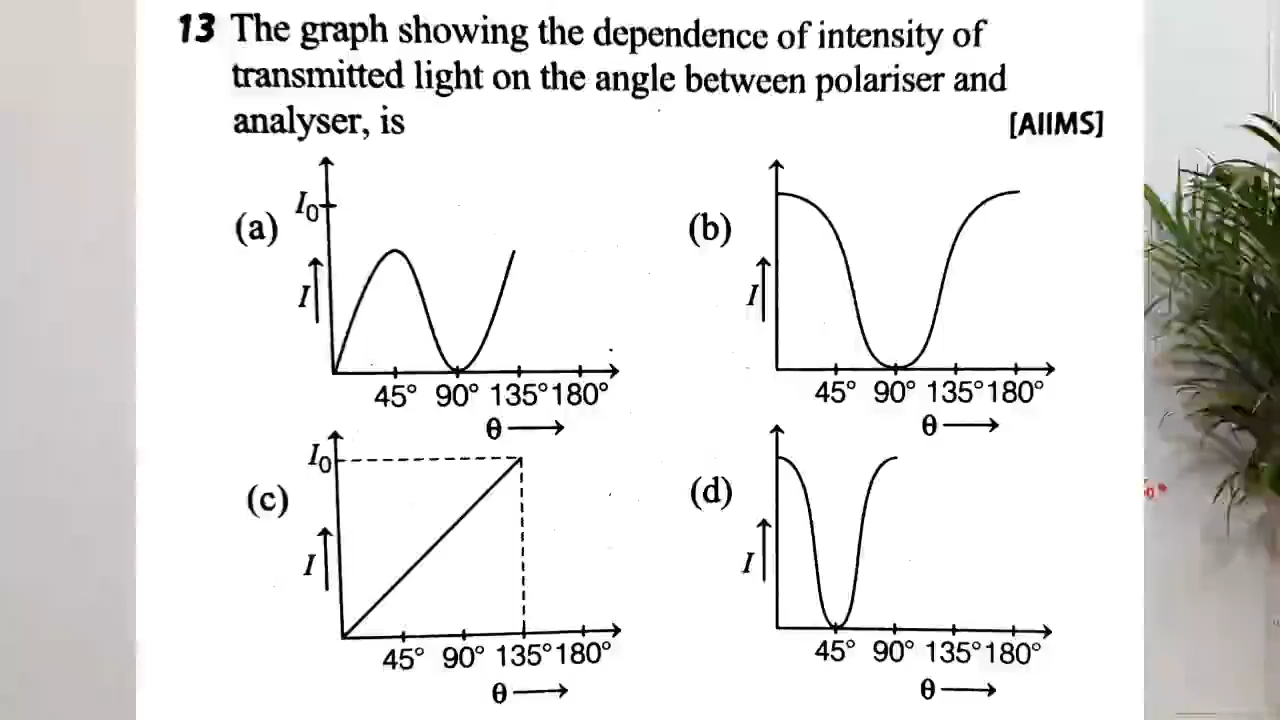 13 The graph showing the dependence of intensity of
transmitted light on the angle between polariser and
analyser, is [AIIMS]
(a) I₀ I
45° 90° 135° 180°
θ
(b) I
45° 90° 135° 180°
θ
(c) I₀ I
45° 90° 135° 180°
θ
(d) I
45° 90° 135° 180°
θ